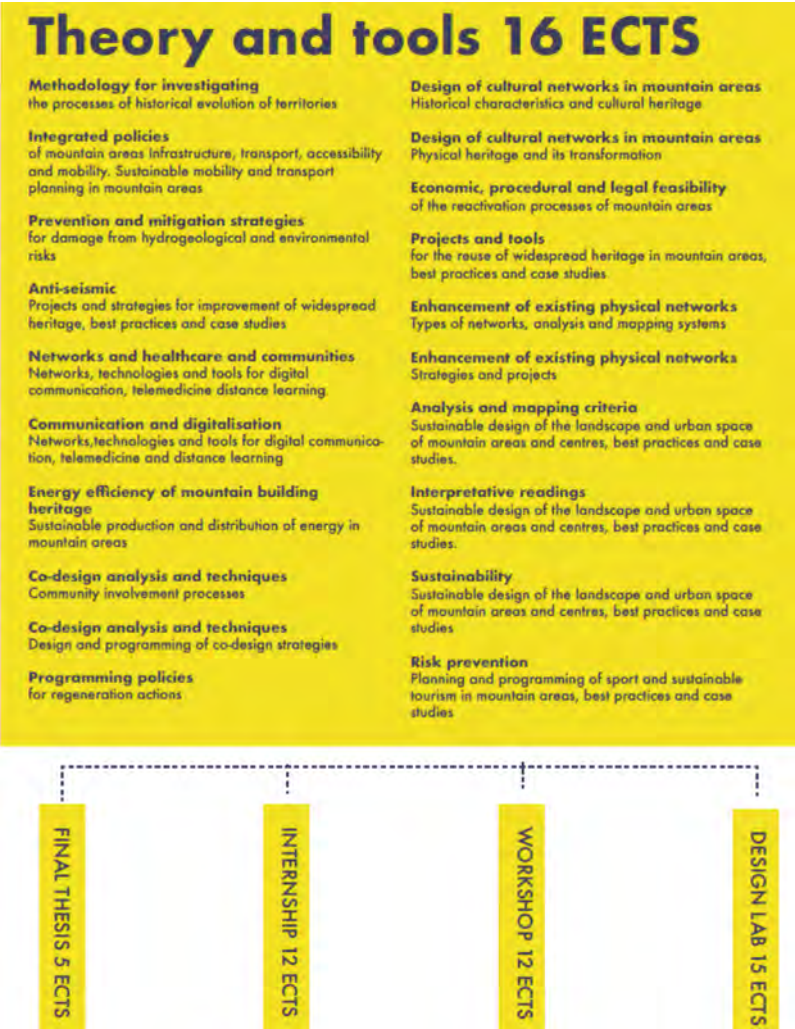 Theory and tools 16 ECTS
Methodology for investigating
the processes of historical evolution of territories
Integrated policies
of mountain areas Infrastructure, transport, accessibility
and mobility. Sustainable mobility and transport
planning in mountain areas
Prevention and mitigation strategies
for damage from hydrogeological and environmental
risks
Anti-seismic
Projects and strategies for improvement of widespread
heritage, best practices and case studies
Networks and healthcare and communities
Networks, technologies and tools for digital
communication, telemedicine distance learning
Communication and digitalisation
Networks,technologies and tools for digital communica-
tion, telemedicine and distance learning
Energy efficiency of mountain building
heritage
Sustainable production and distribution of energy in
mountain areas
Co-design analysis and techniques
Community involvement processes
Co-design analysis and techniques
Design and programming of co-design strategies
Programming policies
for regeneration actions
Design of cultural networks in mountain areas
Historical characteristics and cultural heritage
Design of cultural networks in mountain areas
Physical heritage and its transformation
Economic, procedural and legal feasibility
of the reactivation processes of mountain areas
Projects and tools
for the reuse of widespread heritage in mountain areas,
best practices and case studies
Enhancement of existing physical networks
Types of networks, analysis and mapping systems
Enhancement of existing physical networks
Strategies and projects
Analysis and mapping criteria
Sustainable design of the landscape and urban space
of mountain areas and centres, best practices and case
studies.
Interpretative readings
Sustainable design of the landscape and urban space
of mountain areas and centres, best practices and case
studies.
Sustainability
Sustainable design of the landscape and urban space
of mountain areas and centres, best practices and case
studies
Risk prevention
Planning and programming of sport and sustainable
tourism in mountain areas, best practices and case
studies
FINAL THESIS 5 ECTS
INTERNSHIP 12 ECTS
WORKSHOP 12 ECTS
DESIGN LAB 15 ECTS